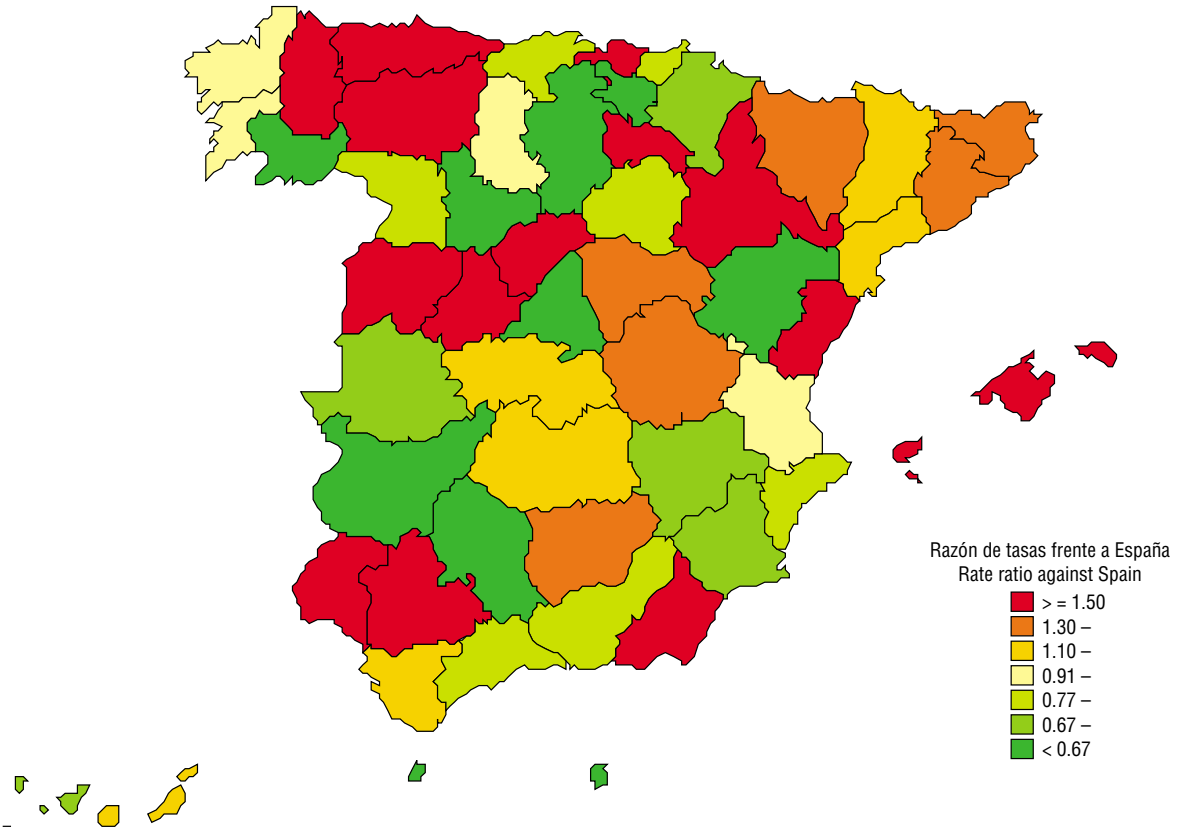 Razón de tasas frente a España
Rate ratio against Spain
> = 1.50
1.30 –
1.10 –
0.91 –
0.77 –
0.67 –
< 0.67